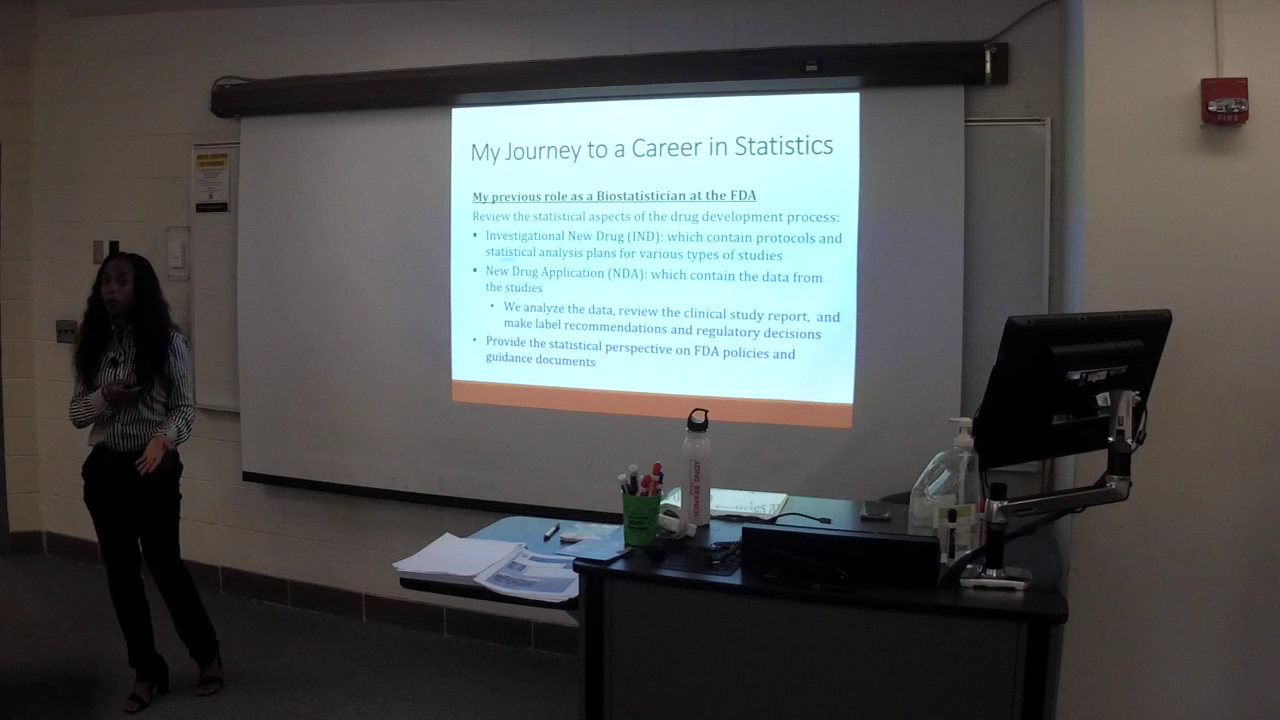 My Journey to a Career in Statistics
My previous role as a Biostatistician at the FDA
Review the statistical aspects of the drug development process:
▪ Investigational New Drug (IND): which contain protocols and
statistical analysis plans for various types of studies
▪ New Drug Application (NDA): which contain the data from
the studies
• We analyze the data, review the clinical study report, and
make label recommendations and regulatory decisions
• Provide the statistical perspective on FDA policies and
guidance documents
FIRE
LONG BRANCH